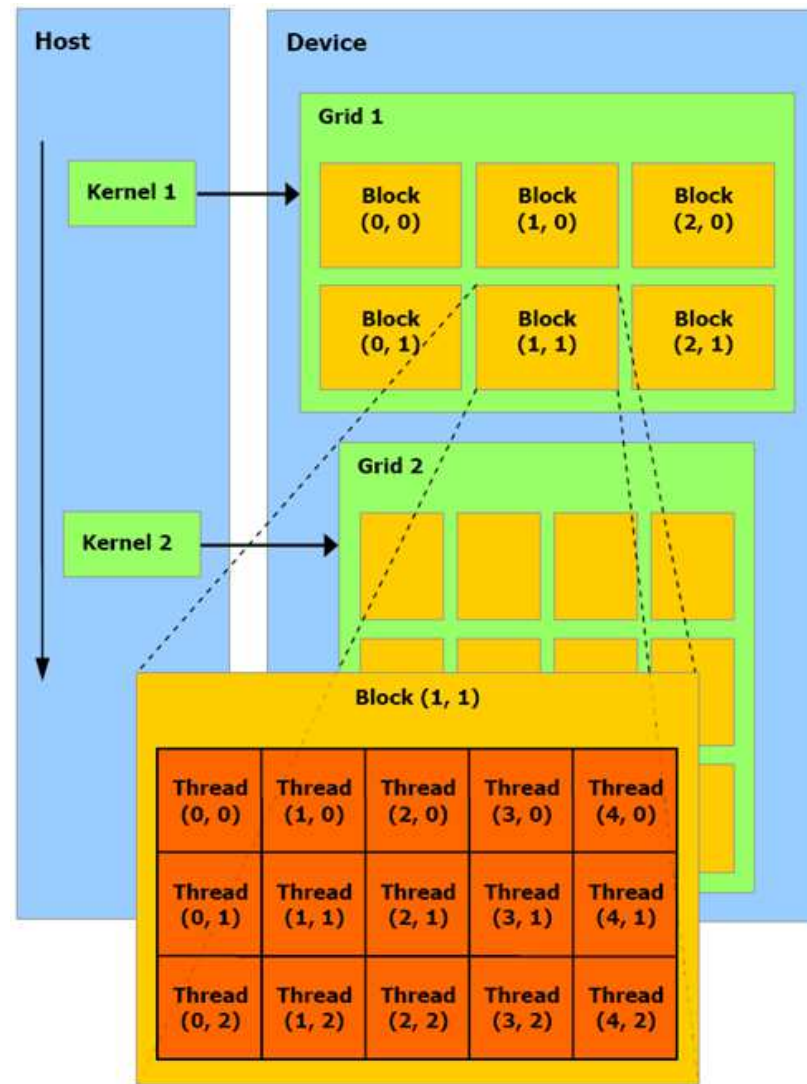 Host
Device
Grid 1
Kernel 1
Block
(0, 0)
Block
(1, 0)
Block
(2, 0)
Block
(0, 1)
Block
(1, 1)
Block
(2, 1)
Grid 2
Kernel 2
Block (1, 1)
Thread
(0, 0)
Thread
(1, 0)
Thread
(2, 0)
Thread
(3, 0)
Thread
(4, 0)
Thread
(0, 1)
Thread
(1, 1)
Thread
(2, 1)
Thread
(3, 1)
Thread
(4, 1)
Thread
(0, 2)
Thread
(1, 2)
Thread
(2, 2)
Thread
(3, 2)
Thread
(4, 2)